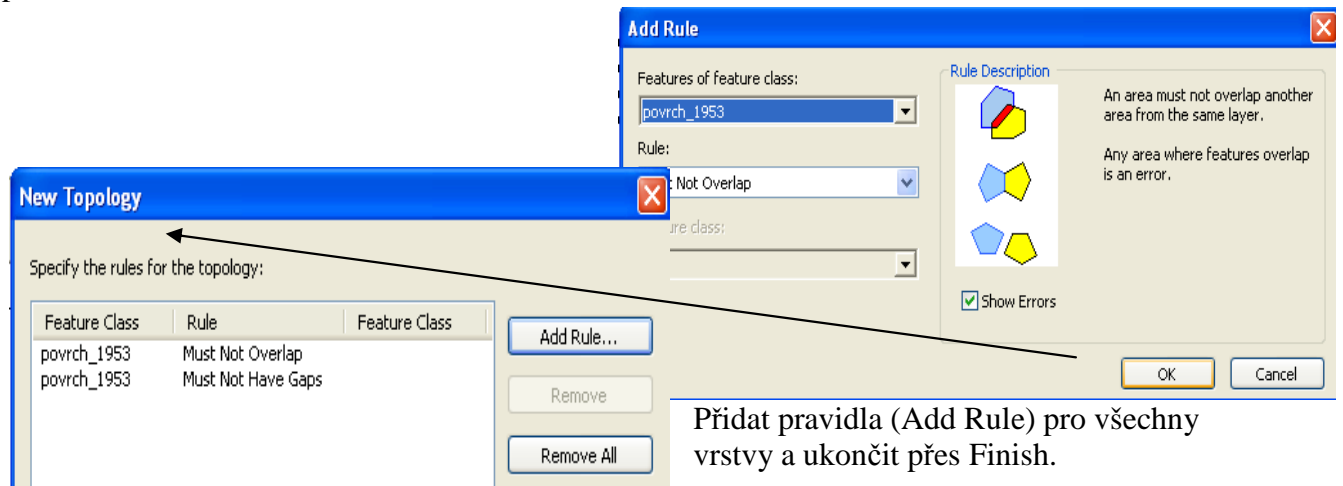 Add Rule
Features of feature class:
povrch_1953
Rule:
Not Overlap
class:
Rule Description
An area must not overlap another
area from the same layer.
Any area where features overlap
is an error.
Show Errors
OK
Cancel
New Topology
Specify the rules for the topology:
Feature Class Rule Feature Class
povrch_1953 Must Not Overlap
povrch_1953 Must Not Have Gaps
Add Rule...
Remove
Remove All
Přidat pravidla (Add Rule) pro všechny
vrstvy a ukončit přes Finish.